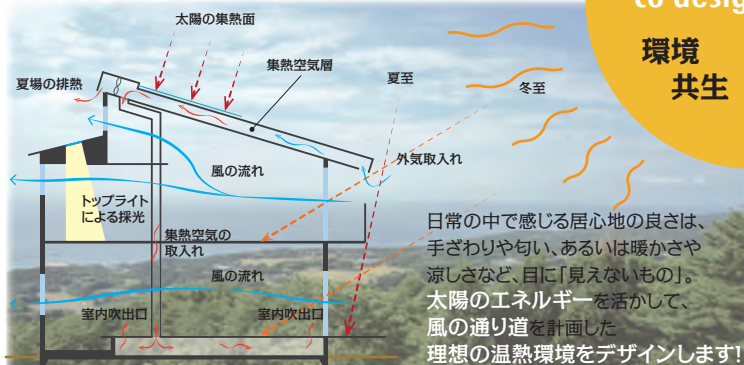 to desig
環境
共生
太陽の集熱面
集熱空気層
夏場の排熱
夏至
冬至
外気取入れ
風の流れ
トップライト
による採光
集熱空気の
取入れ
風の流れ
室内吹出口
室内吹出口
日常の中で感じる居心地の良さは、
手ざわりや匂い、あるいは暖かさや
涼しさなど、目に「見えないもの」。
太陽のエネルギーを活かして、
風の通り道を計画した
理想の温熱環境をデザインします!